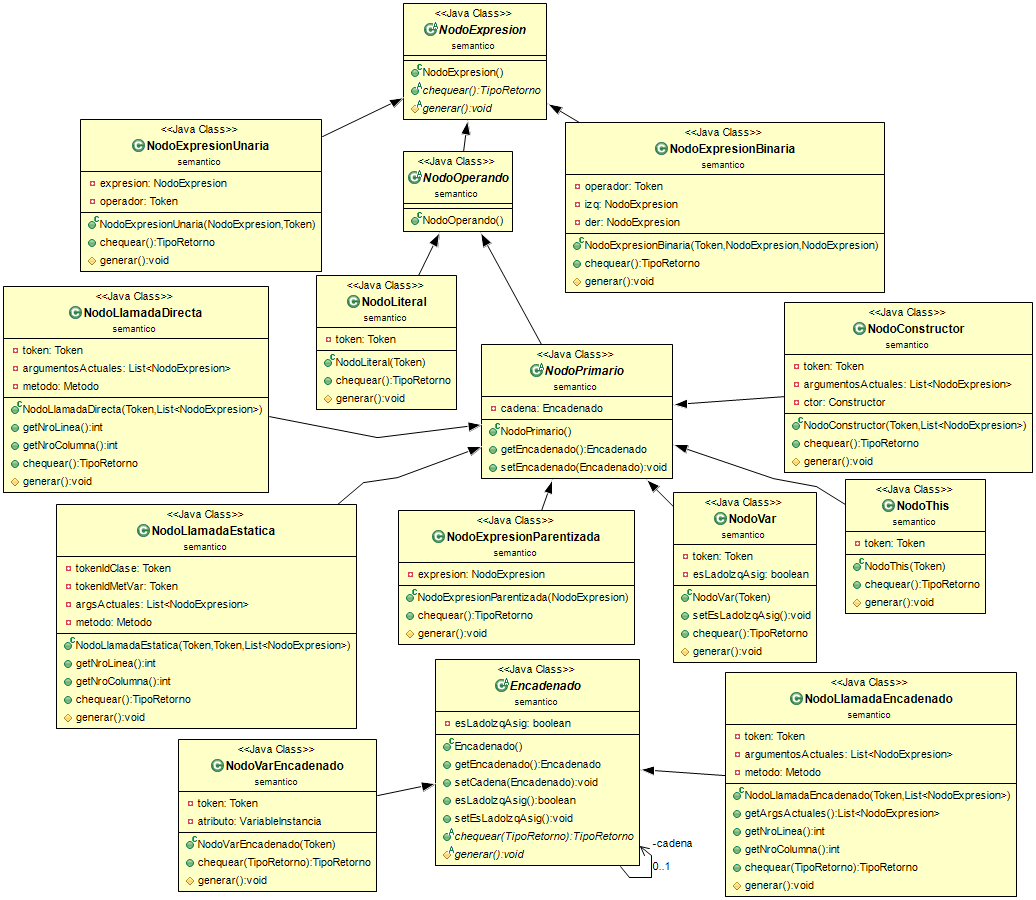 <<Java Class>>
NodoExpresion
semantico
NodoExpresion()
chequear():TipoRetorno
generar():void
<<Java Class>>
NodoExpresionUnaria
semantico
expresion: NodoExpresion
operador: Token
NodoExpresionUnaria(NodoExpresion,Token)
chequear():TipoRetorno
generar():void
<<Java Class>>
NodoOperando
semantico
NodoOperando()
<<Java Class>>
NodoExpresionBinaria
semantico
operador: Token
izq: NodoExpresion
der: NodoExpresion
NodoExpresionBinaria(Token,NodoExpresion,NodoExpresion)
chequear():TipoRetorno
generar():void
<<Java Class>>
NodoLlamadaDirecta
semantico
token: Token
argumentosActuales: List<NodoExpresion>
metodo: Metodo
NodoLlamadaDirecta(Token,List<NodoExpresion>)
getNroLinea():int
getNroColumna():int
chequear():TipoRetorno
generar():void
<<Java Class>>
NodoLiteral
semantico
token: Token
NodoLiteral(Token)
chequear():TipoRetorno
generar():void
<<Java Class>>
NodoPrimario
semantico
cadena: Encadenado
NodoPrimario()
getEncadenado():Encadenado
setEncadenado(Encadenado):void
<<Java Class>>
NodoConstructor
semantico
token: Token
argumentosActuales: List<NodoExpresion>
ctor: Constructor
NodoConstructor(Token,List<NodoExpresion>)
chequear():TipoRetorno
generar():void
<<Java Class>>
NodoLlamadaEstatica
semantico
tokenIdClase: Token
tokenIdMetVar: Token
argsActuales: List<NodoExpresion>
metodo: Metodo
NodoLlamadaEstatica(Token,Token,List<NodoExpresion>)
getNroLinea():int
getNroColumna():int
chequear():TipoRetorno
generar():void
<<Java Class>>
NodoExpresionParentizada
semantico
expresion: NodoExpresion
NodoExpresionParentizada(NodoExpresion)
chequear():TipoRetorno
generar():void
<<Java Class>>
NodoVar
semantico
token: Token
esLadoIzqAsig: boolean
NodoVar(Token)
setEsLadoIzqAsig():void
chequear():TipoRetorno
generar():void
<<Java Class>>
NodoThis
semantico
token: Token
NodoThis(Token)
chequear():TipoRetorno
generar():void
<<Java Class>>
NodoVarEncadenado
semantico
token: Token
atributo: VariableInstancia
NodoVarEncadenado(Token)
chequear(TipoRetorno):TipoRetorno
generar():void
<<Java Class>>
Encadenado
semantico
esLadoIzqAsig: boolean
Encadenado()
getEncadenado():Encadenado
setCadena(Encadenado):void
esLadoIzqAsig():boolean
setEsLadoIzqAsig():void
chequear(TipoRetorno):TipoRetorno
generar():void
-cadena
0..1
<<Java Class>>
NodoLlamadaEncadenado
semantico
token: Token
argumentosActuales: List<NodoExpresion>
metodo: Metodo
NodoLlamadaEncadenado(Token,List<NodoExpresion>)
getArgsActuales():List<NodoExpresion>
getNroLinea():int
getNroColumna():int
chequear(TipoRetorno):TipoRetorno
generar():void